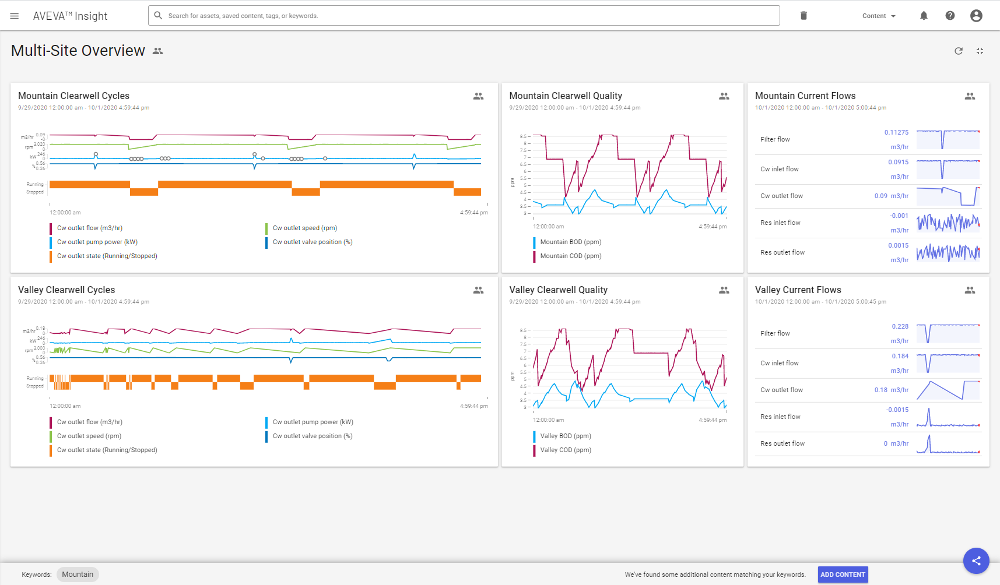 AVEVA™ Insight
Search for assets, saved content, tags, or keywords.
Content
Multi-Site Overview
Mountain Clearwell Cycles
9/29/2020 12:00:00 am - 10/1/2020 4:59:44 pm
m3/hr 0.09
-0
rpm 3,020
0
kW 246
0
% 0.56
0.26
Running
Stopped
12:00:00 am
4:59:44 pm
Cw outlet flow (m3/hr)
Cw outlet speed (rpm)
Cw outlet pump power (kW)
Cw outlet valve position (%)
Cw outlet state (Running/Stopped)
Mountain Clearwell Quality
9/29/2020 12:00:00 am - 10/1/2020 4:59:44 pm
ppm
8.5
8
7.5
7
6.5
6
5.5
5
4.5
4
3.5
3
12:00:00 am
4:59:44 pm
Mountain BOD (ppm)
Mountain COD (ppm)
Mountain Current Flows
10/1/2020 12:00:00 am - 10/1/2020 5:00:44 pm
Filter flow
0.11275
m3/hr
Cw inlet flow
0.0915
m3/hr
Cw outlet flow
0.09 m3/hr
Res inlet flow
-0.001
m3/hr
Res outlet flow
0.0015
m3/hr
Valley Clearwell Cycles
9/29/2020 12:00:00 am - 10/1/2020 4:59:44 pm
m3/hr 0.18
0
kW 246
0
rpm 3,000
0
% 0.56
0.26
Running
Stopped
12:00:00 am
4:59:44 pm
Cw outlet flow (m3/hr)
Cw outlet pump power (kW)
Cw outlet speed (rpm)
Cw outlet valve position (%)
Cw outlet state (Running/Stopped)
Valley Clearwell Quality
9/29/2020 12:00:00 am - 10/1/2020 4:59:44 pm
ppm
8.5
8
7.5
7
6.5
6
5.5
5
4.5
4
3.5
3
12:00:00 am
4:59:44 pm
Valley BOD (ppm)
Valley COD (ppm)
Valley Current Flows
10/1/2020 12:00:00 am - 10/1/2020 5:00:45 pm
Filter flow
0.228
m3/hr
Cw inlet flow
0.184
m3/hr
Cw outlet flow
0.18 m3/hr
Res inlet flow
-0.0015
m3/hr
Res outlet flow
0 m3/hr
Keywords: Mountain
We've found some additional content matching your keywords.
ADD CONTENT